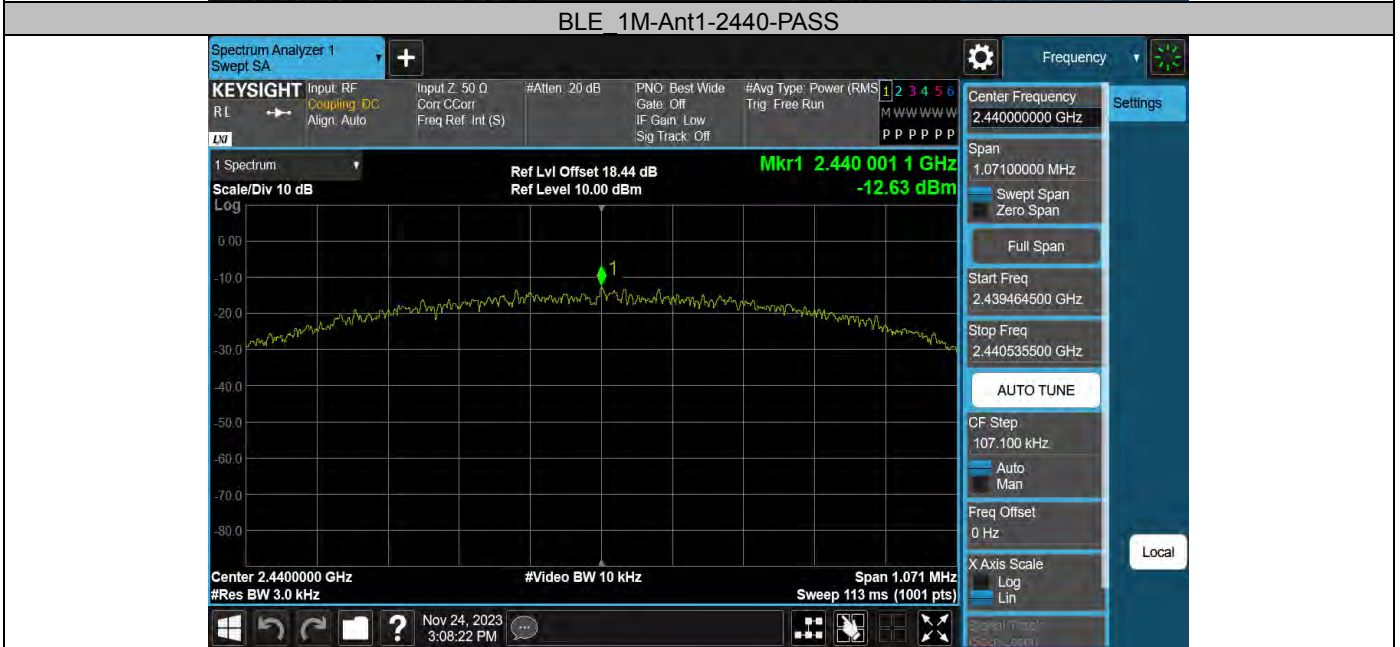 BLE_1M-Ant1-2440-PASS
Spectrum Analyzer 1
Swept SA
Frequency
KEYSIGHT
R L
LXI
Input: RF
Coupling: DC
Align: Auto
Input Z: 50 Ω
Corr CCorr
Freq Ref: Int (S)
#Atten: 20 dB
PNO: Best Wide
Gate: Off
IF Gain: Low
Sig Track: Off
#Avg Type: Power (RMS
Trig: Free Run
1 2 3 4 5 6
M W W W W W
P P P P P P
1 Spectrum
Scale/Div 10 dB
Log
Ref Lvl Offset 18.44 dB
Ref Level 10.00 dBm
Mkr1 2.440 001 1 GHz
-12.63 dBm
1
0.00
-10.0
-20.0
-30.0
-40.0
-50.0
-60.0
-70.0
-80.0
Center 2.4400000 GHz
#Res BW 3.0 kHz
#Video BW 10 kHz
Span 1.071 MHz
Sweep 113 ms (1001 pts)
Nov 24, 2023
3:08:22 PM
Center Frequency
2.440000000 GHz
Span
1.07100000 MHz
Swept Span
Zero Span
Full Span
Start Freq
2.439464500 GHz
Stop Freq
2.440535500 GHz
AUTO TUNE
CF Step
107.100 kHz
Auto
Man
Freq Offset
0 Hz
X Axis Scale
Log
Lin
Signal Track
Settings
Local